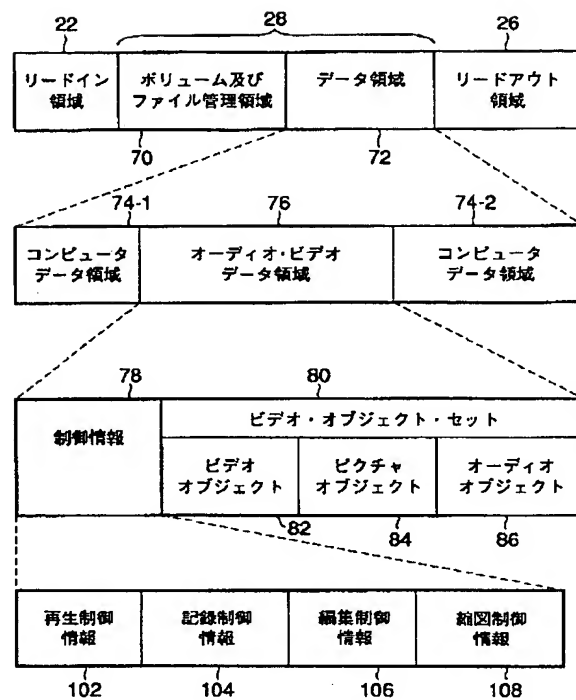 22
28
26
リードイン
領域
ボリューム及び
ファイル管理領域
データ領域
リードアウト
領域
70
72
74-1
76
74-2
コンピュータ
データ領域
オーディオ・ビデオ
データ領域
コンピュータ
データ領域
78
80
制御情報
ビデオ・オブジェクト・セット
ビデオ
オブジェクト
ピクチャ
オブジェクト
オーディオ
オブジェクト
82
84
86
再生制御
情報
記録制御
情報
編集制御
情報
縮図制御
情報
102
104
106
108